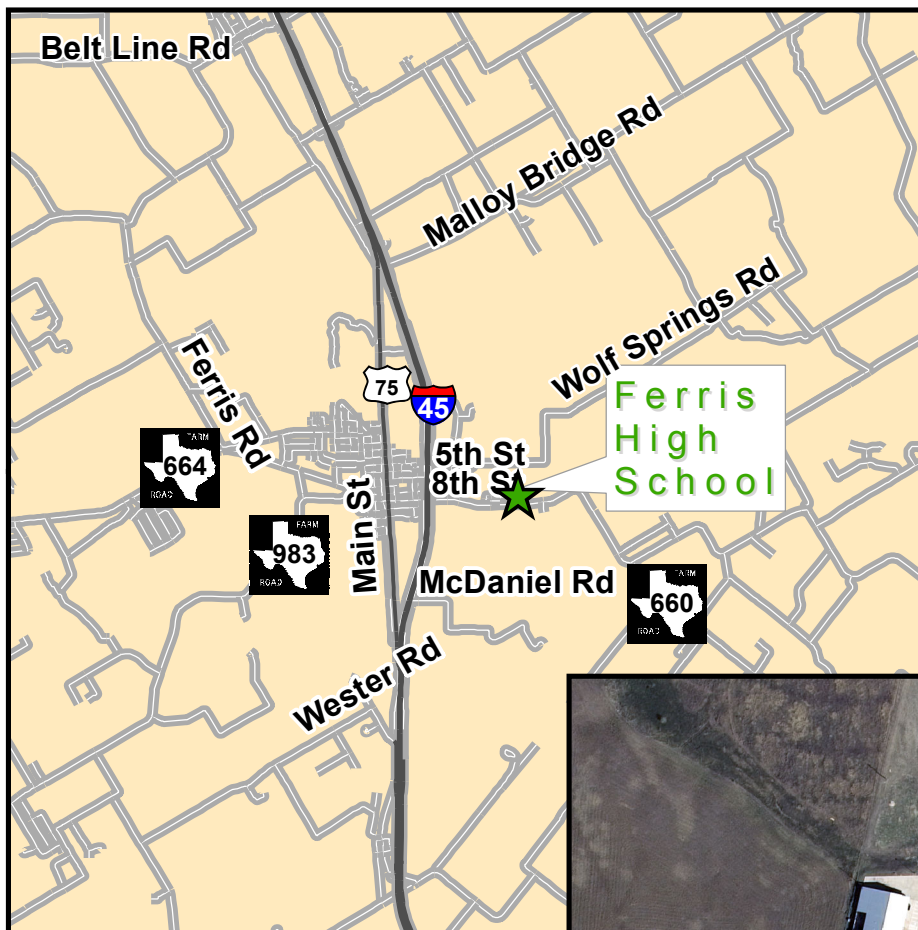 Belt Line Rd
Malloy Bridge Rd
Wolf Springs Rd
Ferris Rd
75
45
Ferris
High
School
FARM
664
ROAD
5th St
8th St
Main St
FARM
983
ROAD
McDaniel Rd
FARM
660
ROAD
Wester Rd